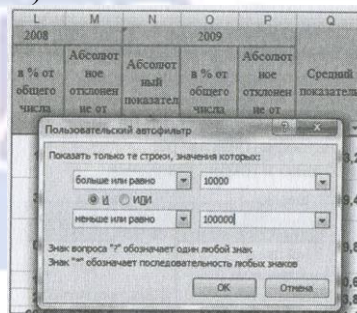 L M N O P Q
2008 2009
в % от общего числа
Абсолют ное отклонен ие от
Абсолют ный показател
в % от общего числа
Абсолют ное отклонен ие от
Средний показатель
Пользовательский автофильтр
Показать только те строки, значения которых:
больше или равно 10000
И ИЛИ
меньше или равно 100000
Знак вопроса "?" обозначает один любой знак
Знак "*" обозначает последовательность любых знаков
ОК Отмена